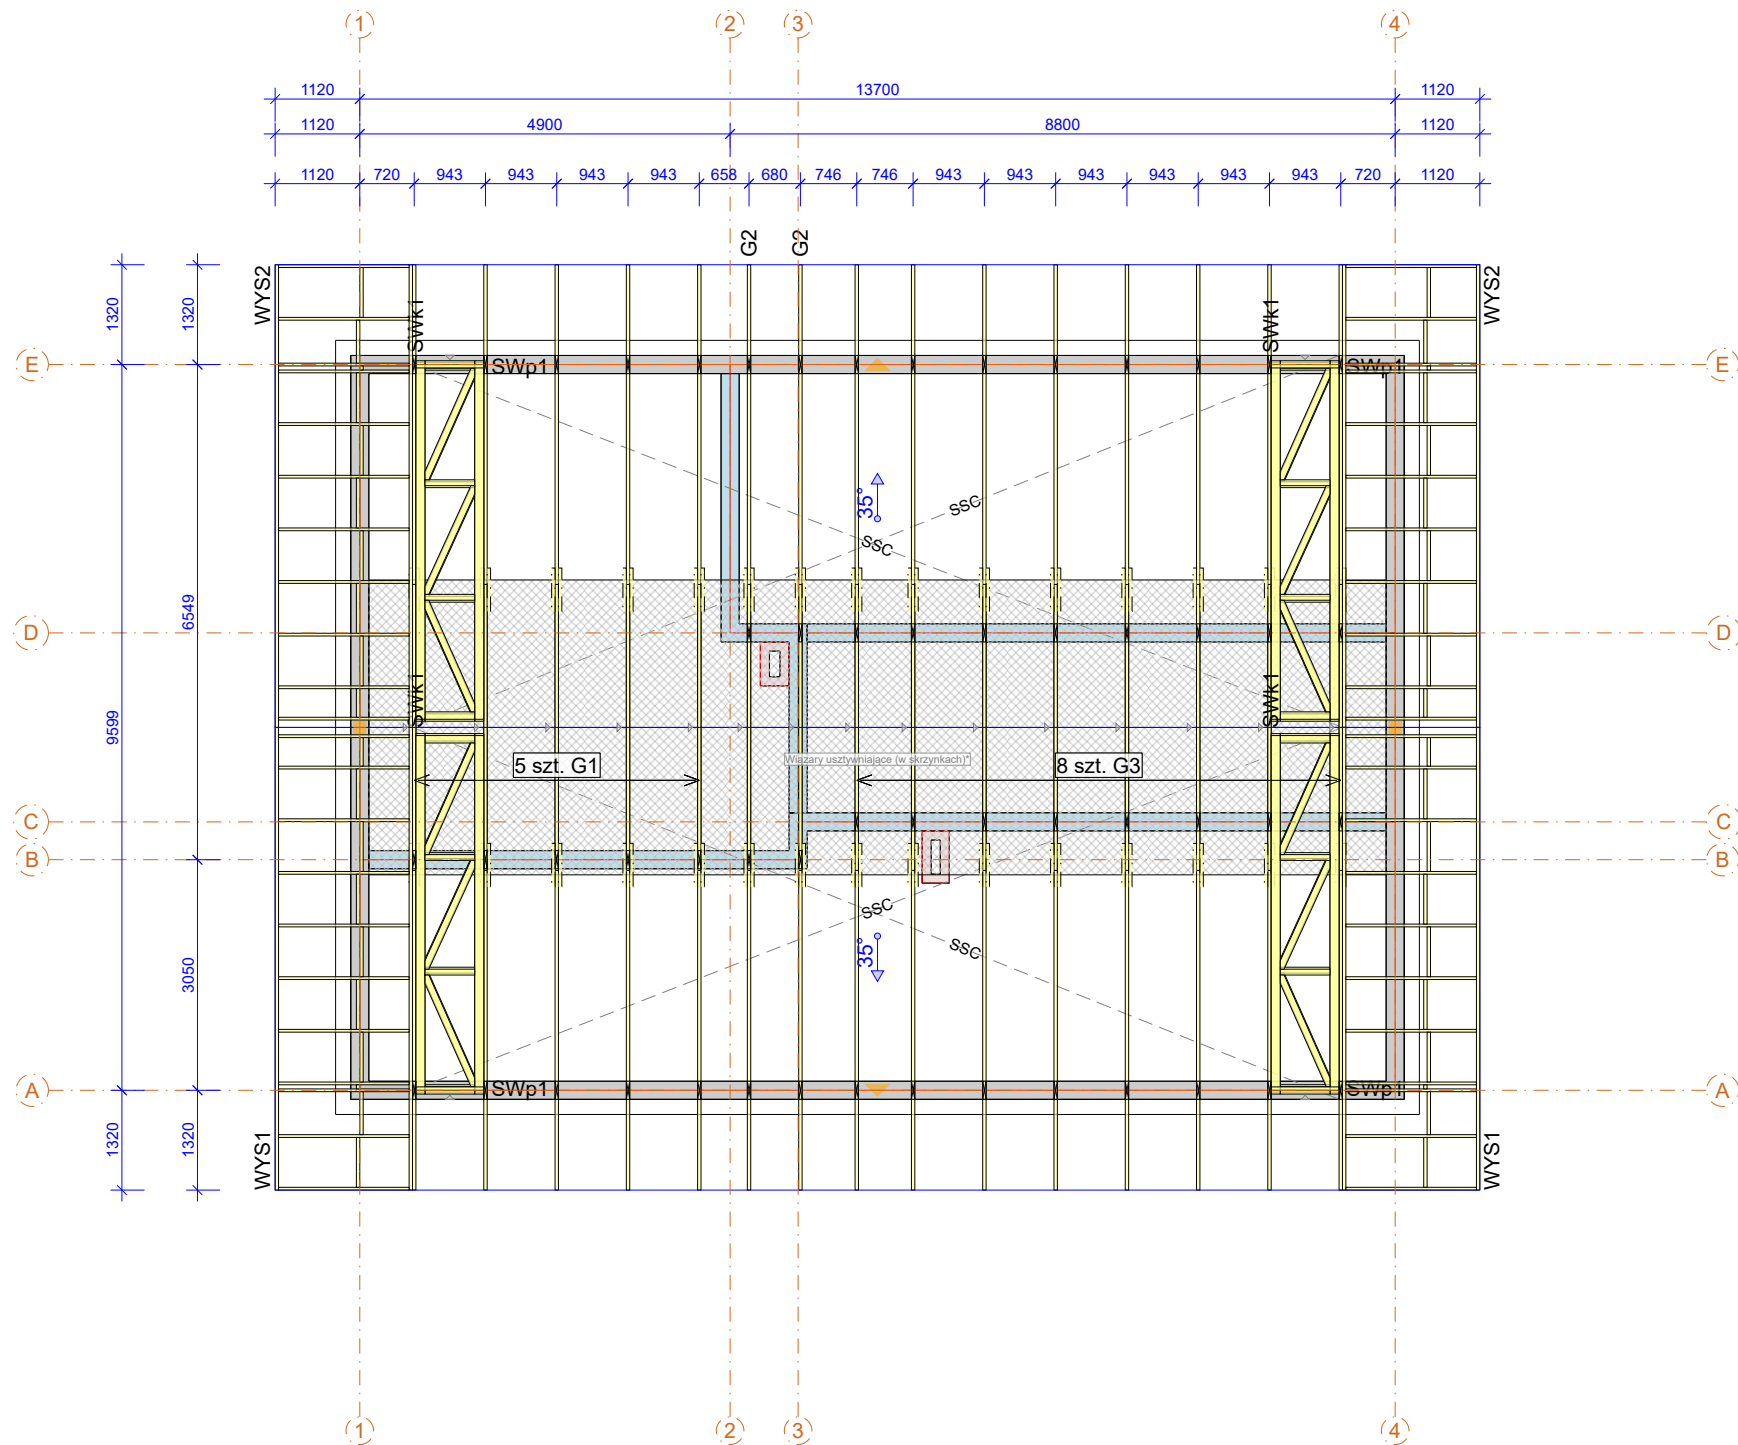 1 2 3 4
1120 13700 1120
1120 4900 8800 1120
1120 720 943 943 943 943 658 680 746 746 943 943 943 943 943 943 720 1120
G2 G2
WYS2 WYS2
1320 1320
SWk1 SWk1
E E
SWp1 SWp1
35°
SSC
SSC
6549
D D
SWk1 SWk1
9599
5 szt. G1 Wiązary usztywniające (w skrzynkach)* 8 szt. G3
C C
B B
SSC
35° SSC
3050
A SWp1 SWp1 A
1320 1320
WYS1 WYS1
1 2 3 4